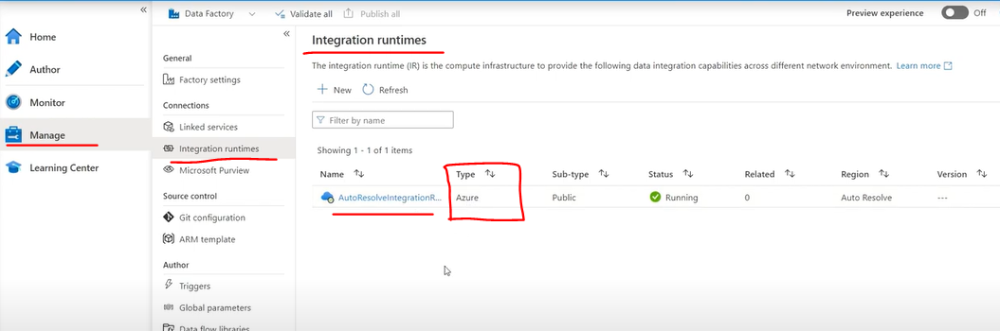 Data Factory
Validate all
Publish all
Preview experience
Off
Home
Author
Monitor
Manage
Learning Center
General
Factory settings
Connections
Linked services
Integration runtimes
Microsoft Purview
Source control
Git configuration
ARM template
Author
Triggers
Global parameters
Data flow libraries
Integration runtimes
The integration runtime (IR) is the compute infrastructure to provide the following data integration capabilities across different network environment. Learn more
New
Refresh
Filter by name
Showing 1 - 1 of 1 items
Name Type Sub-type Status Related Region Version
AutoResolveIntegrationR... Azure Public Running 0 Auto Resolve ---